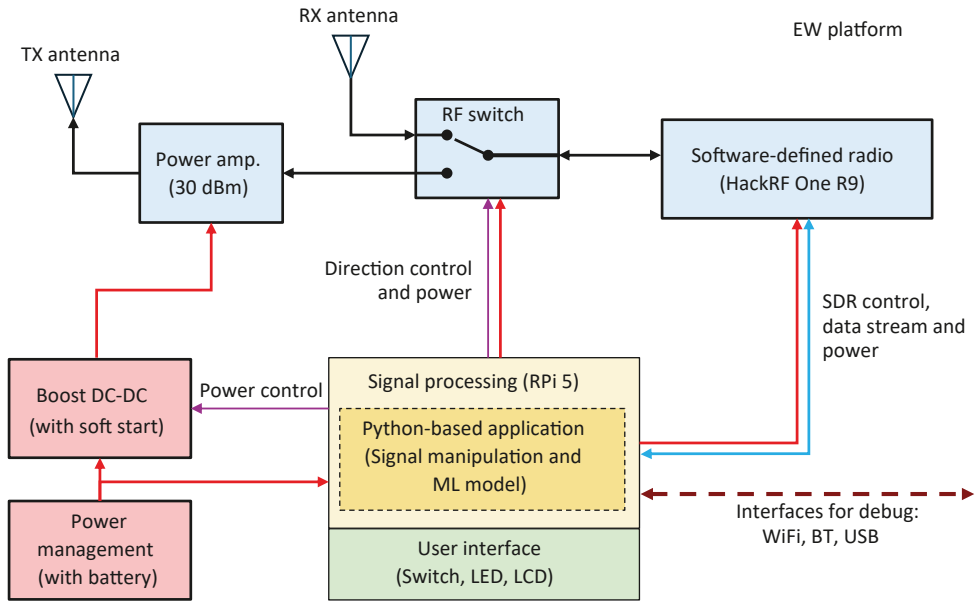 RX antenna
EW platform
TX antenna
RF switch
Power amp.
(30 dBm)
Software-defined radio
(HackRF One R9)
Direction control
and power
SDR control,
data stream and
power
Boost DC-DC
(with soft start)
Power control
Signal processing (RPi 5)
Python-based application
(Signal manipulation and
ML model)
Power
management
(with battery)
Interfaces for debug:
WiFi, BT, USB
User interface
(Switch, LED, LCD)